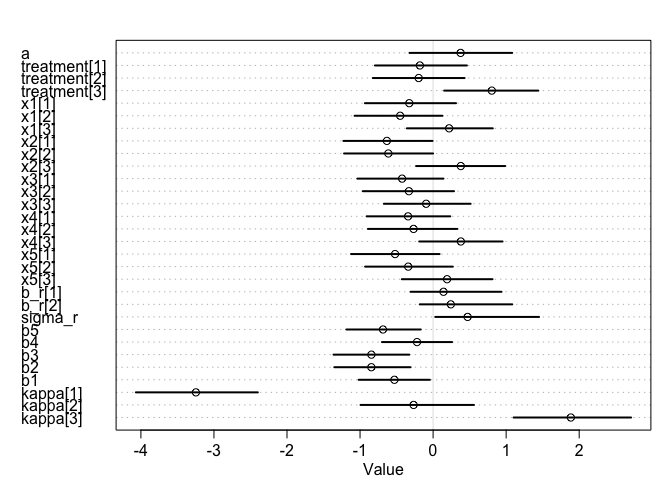 a
treatment[1]
treatment[2]
treatment[3]
x1[1]
x1[2]
x1[3]
x2[1]
x2[2]
x2[3]
x3[1]
x3[2]
x3[3]
x4[1]
x4[2]
x4[3]
x5[1]
x5[2]
x5[3]
b_r[1]
b_r[2]
sigma_r
b5
b4
b3
b2
b1
kappa[1]
kappa[2]
kappa[3]
-4 -3 -2 -1 0 1 2
Value